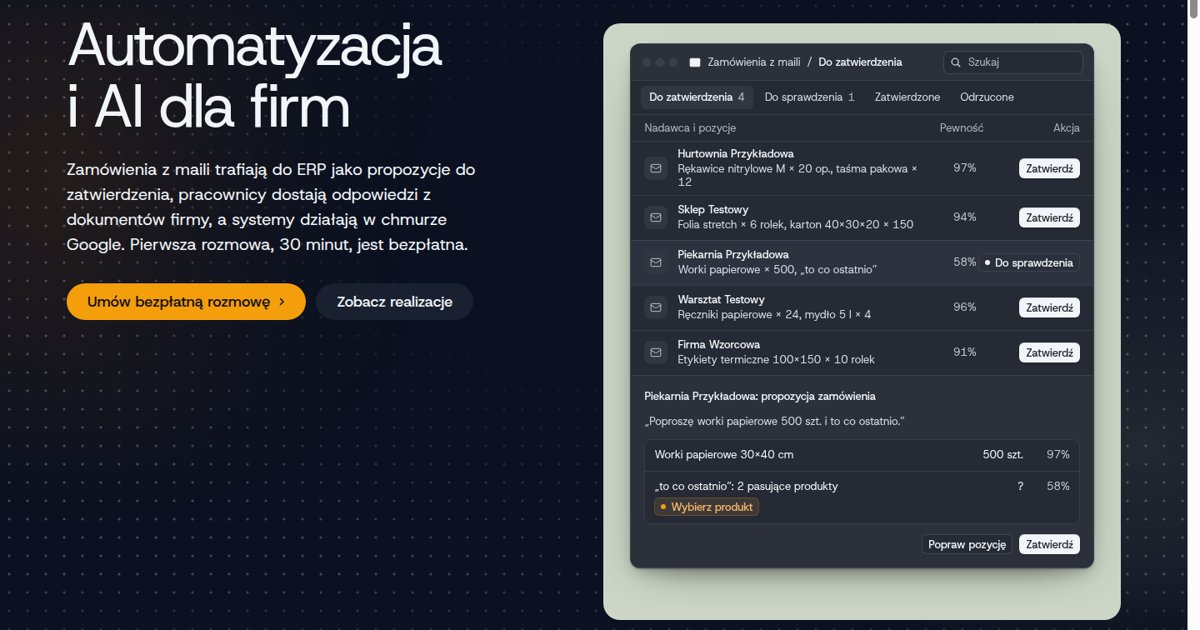 Automatyzacja
i AI dla firm
Zamówienia z maili trafiają do ERP jako propozycje do
zatwierdzenia, pracownicy dostają odpowiedzi z
dokumentów firmy, a systemy działają w chmurze
Google. Pierwsza rozmowa, 30 minut, jest bezpłatna.
Umów bezpłatną rozmowę ›
Zobacz realizacje
Zamówienia z maili / Do zatwierdzenia
Szukaj
Do zatwierdzenia 4 Do sprawdzenia 1 Zatwierdzone Odrzucone
Nadawca i pozycje Pewność Akcja
Hurtownia Przykładowa
Rękawice nitrylowe M × 20 op., taśma pakowa ×
12
97% Zatwierdź
Sklep Testowy
Folia stretch × 6 rolek, karton 40×30×20 × 150
94% Zatwierdź
Piekarnia Przykładowa
Worki papierowe × 500, „to co ostatnio”
58% Do sprawdzenia
Warsztat Testowy
Ręczniki papierowe × 24, mydło 5 l × 4
96% Zatwierdź
Firma Wzorcowa
Etykiety termiczne 100×150 × 10 rolek
91% Zatwierdź
Piekarnia Przykładowa: propozycja zamówienia
„Poproszę worki papierowe 500 szt. i to co ostatnio.”
Worki papierowe 30×40 cm 500 szt. 97%
„to co ostatnio”: 2 pasujące produkty ? 58%
Wybierz produkt
Popraw pozycję Zatwierdź